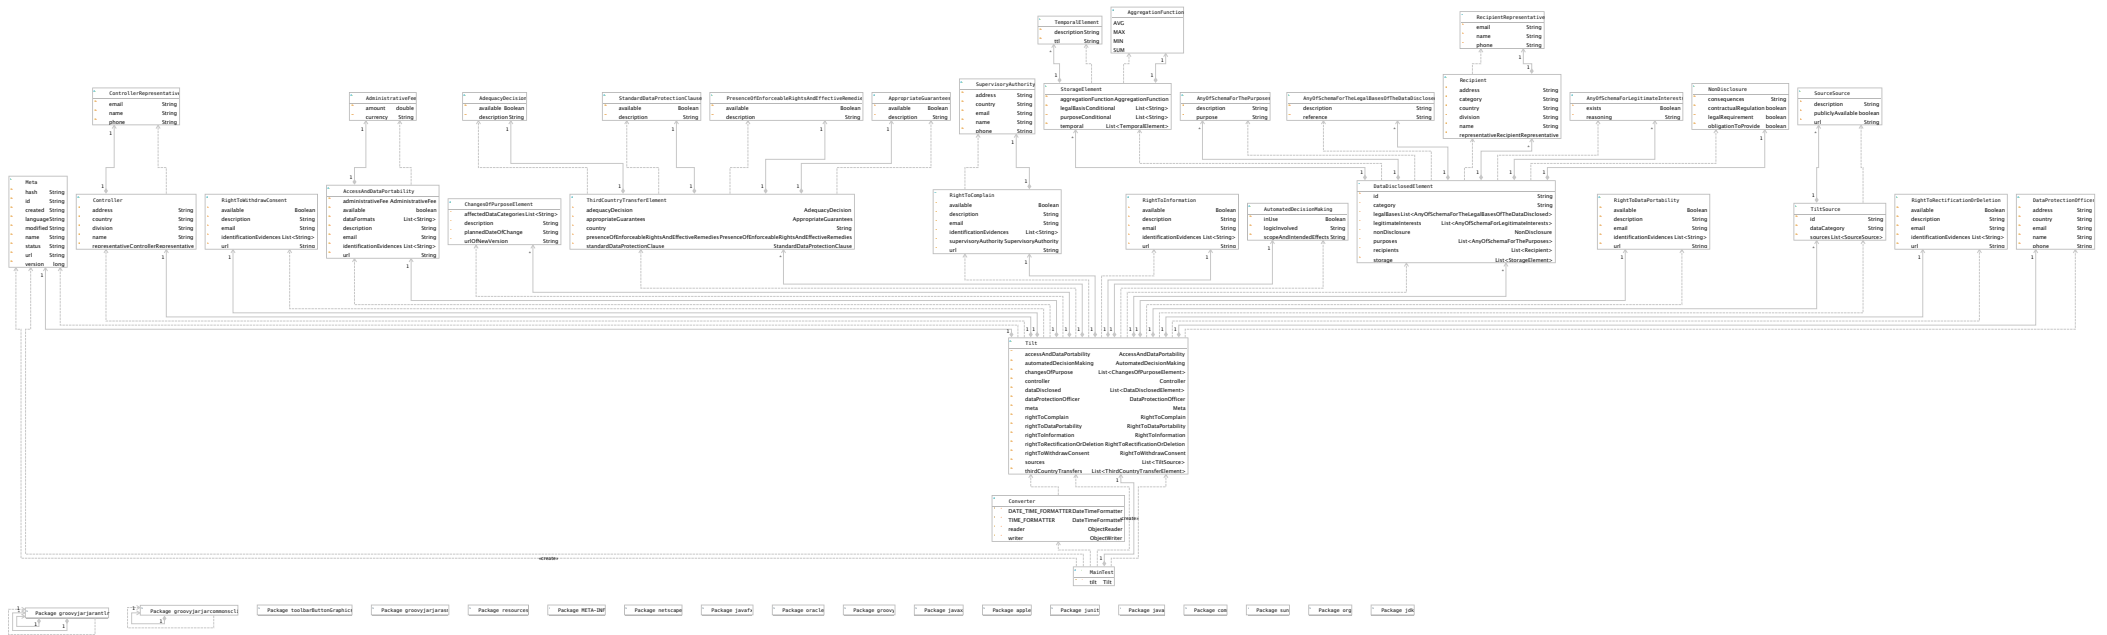 TemporalElement
description String
ttl String
AggregationFunction
AVG
MAX
MIN
SUM
RecipientRepresentative
email String
name String
phone String
ControllerRepresentative
email String
name String
phone String
AdministrativeFee
amount double
currency String
AdequacyDecision
available Boolean
description String
StandardDataProtectionClause
available Boolean
description String
PresenceOfEnforceableRightsAndEffectiveRemedie
available Boolean
description String
AppropriateGuarantee
available Boolean
description String
SupervisoryAuthority
address String
country String
email String
name String
phone String
StorageElement
aggregationFunction AggregationFunction
legalBasisConditional List<String>
purposeConditional List<String>
temporal List<TemporalElement>
AnyOfSchemaForThePurpose
description String
purpose String
AnyOfSchemaForTheLegalBasesOfTheDataDisclose
description String
reference String
Recipient
address String
category String
country String
division String
name String
representative RecipientRepresentative
AnyOfSchemaForLegitimateInterest
exists Boolean
reasoning String
NonDisclosure
consequences String
contractualRegulation boolean
legalRequirement boolean
obligationToProvide boolean
SourceSource
description String
publiclyAvailable boolean
url String
Meta
hash String
id String
created String
language String
modified String
name String
status String
url String
version long
Controller
address String
country String
division String
name String
representative ControllerRepresentative
RightToWithdrawConsent
available Boolean
description String
email String
identificationEvidences List<String>
url String
AccessAndDataPortability
administrativeFee AdministrativeFee
available boolean
dataFormats List<String>
description String
email String
identificationEvidences List<String>
url String
ChangesOfPurposeElement
affectedDataCategories List<String>
description String
plannedDateOfChange String
urlOfNewVersion String
ThirdCountryTransferElement
adequacyDecision AdequacyDecision
appropriateGuarantees AppropriateGuarantees
country String
presenceOfEnforceableRightsAndEffectiveRemedies PresenceOfEnforceableRightsAndEffectiveRemedies
standardDataProtectionClause StandardDataProtectionClause
RightToComplain
available Boolean
description String
email String
identificationEvidences List<String>
supervisoryAuthority SupervisoryAuthority
url String
RightToInformation
available Boolean
description String
email String
identificationEvidences List<String>
url String
AutomatedDecisionMaking
inUse Boolean
logicInvolved String
scopeAndIntendedEffects String
DataDisclosedElement
id String
category String
legalBases List<AnyOfSchemaForTheLegalBasesOfTheDataDisclosed>
legitimateInterests List<AnyOfSchemaForLegitimateInterests>
nonDisclosure NonDisclosure
purposes List<AnyOfSchemaForThePurposes>
recipients List<Recipient>
storage List<StorageElement>
RightToDataPortability
available Boolean
description String
email String
identificationEvidences List<String>
url String
TiltSource
id String
dataCategory String
sources List<SourceSource>
RightToRectificationOrDeletion
available Boolean
description String
email String
identificationEvidences List<String>
url String
DataProtectionOffice
address String
country String
email String
name String
phone String
Tilt
accessAndDataPortability AccessAndDataPortability
automatedDecisionMaking AutomatedDecisionMaking
changesOfPurpose List<ChangesOfPurposeElement>
controller Controller
dataDisclosed List<DataDisclosedElement>
dataProtectionOfficer DataProtectionOfficer
meta Meta
rightToComplain RightToComplain
rightToDataPortability RightToDataPortability
rightToInformation RightToInformation
rightToRectificationOrDeletion RightToRectificationOrDeletion
rightToWithdrawConsent RightToWithdrawConsent
sources List<TiltSource>
thirdCountryTransfers List<ThirdCountryTransferElement>
Converter
DATE_TIME_FORMATTER DateTimeFormatter
TIME_FORMATTER DateTimeFormatter
reader ObjectReader
writer ObjectWriter
«create»
«create»
MainTest
tilt Tilt
Package groovyjarjarantlr
Package groovyjarjarcommonscli
Package toolbarButtonGraphics
Package groovyjarjarasm
Package resources
Package META-INF
Package netscape
Package javafx
Package oracle
Package groovy
Package javax
Package apple
Package junit
Package java
Package com
Package sun
Package org
Package jdk